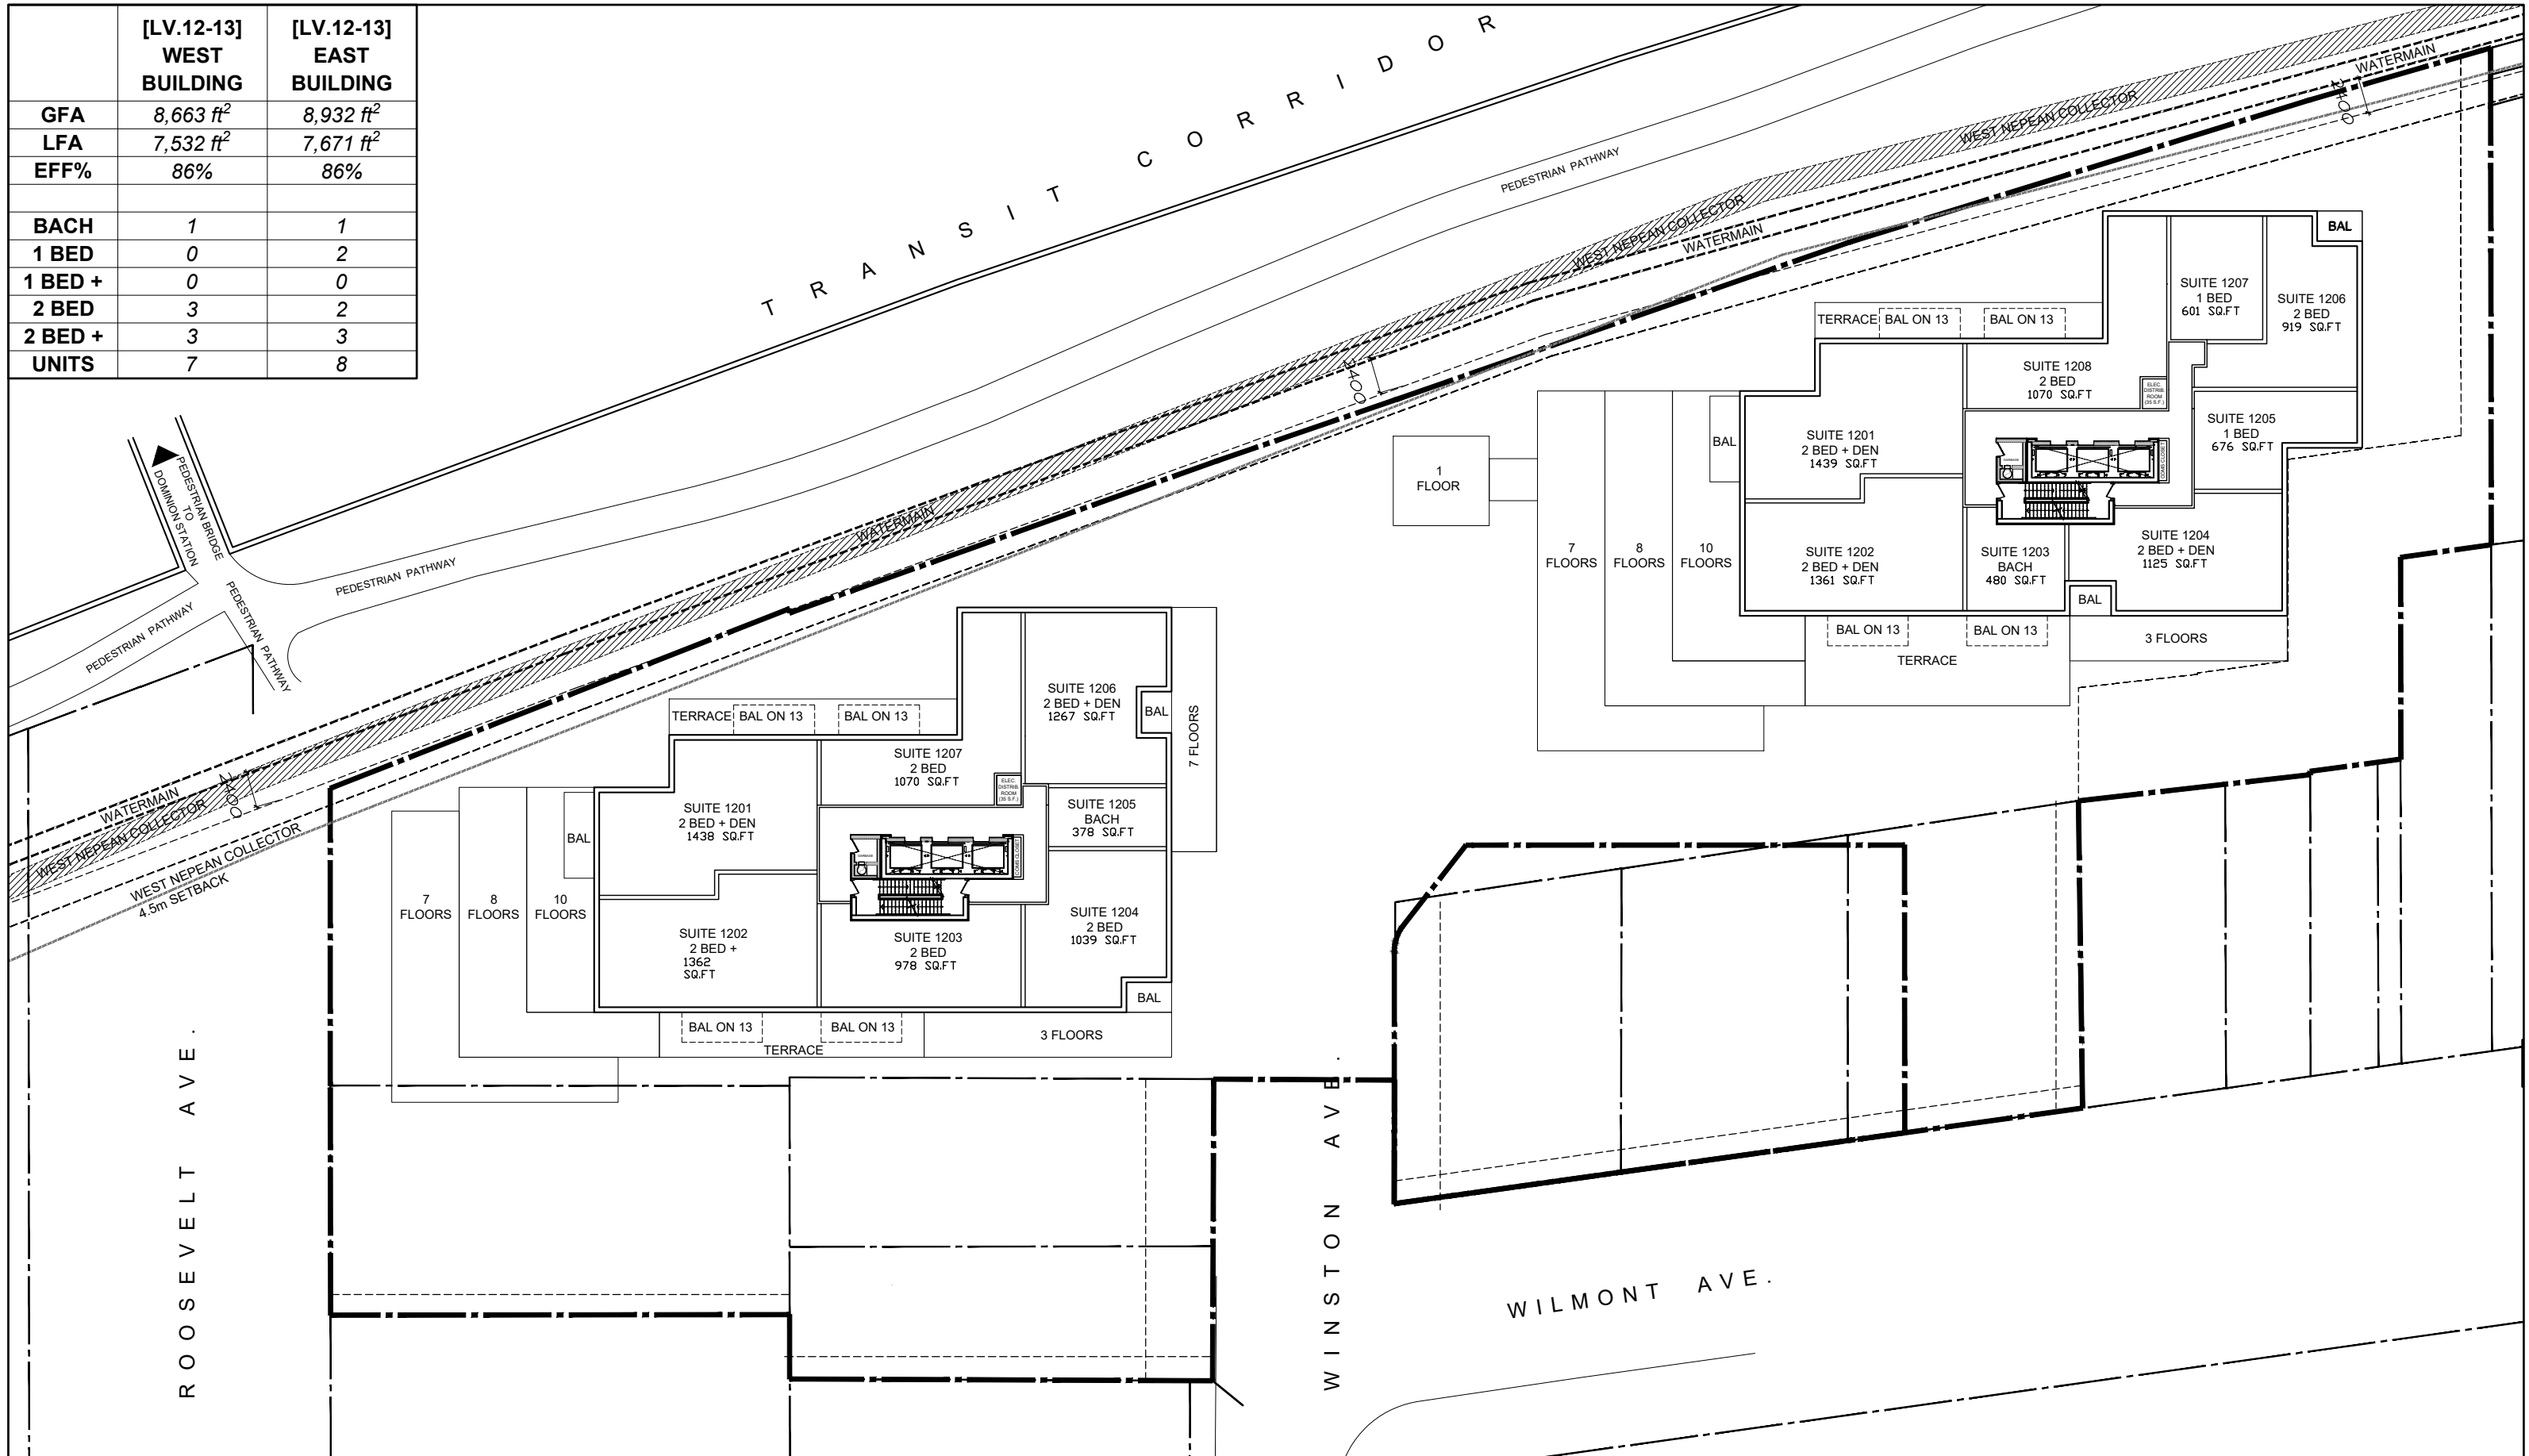 [LV.12-13] WEST BUILDING	[LV.12-13] EAST BUILDING
GFA	8,663 ft²	8,932 ft²
LFA	7,532 ft²	7,671 ft²
EFF%	86%	86%
BACH	1	1
1 BED	0	2
1 BED +	0	0
2 BED	3	2
2 BED +	3	3
UNITS	7	8
TRANSIT CORRIDOR
PEDESTRIAN PATHWAY
WATERMAIN
WEST NEPEAN COLLECTOR
2400
WEST NEPEAN COLLECTOR
WATERMAIN
2400
WATERMAIN
PEDESTRIAN BRIDGE
TO
DOMINION STATION
PEDESTRIAN PATHWAY
PEDESTRIAN PATHWAY
PEDESTRIAN PATHWAY
2400
WATERMAIN
WEST NEPEAN COLLECTOR
WEST NEPEAN COLLECTOR
4.5m SETBACK
BAL
SUITE 1207
1 BED
601 SQ.FT
SUITE 1206
2 BED
919 SQ.FT
TERRACE
BAL ON 13
BAL ON 13
SUITE 1208
2 BED
1070 SQ.FT
ELEC.
DISTRIB.
ROOM
(35 S.F.)
SUITE 1205
1 BED
676 SQ.FT
BAL
SUITE 1201
2 BED + DEN
1439 SQ.FT
COMS CLOSET
1
FLOOR
7
FLOORS
8
FLOORS
10
FLOORS
SUITE 1202
2 BED + DEN
1361 SQ.FT
SUITE 1203
BACH
480 SQ.FT
SUITE 1204
2 BED + DEN
1125 SQ.FT
BAL
BAL ON 13
BAL ON 13
3 FLOORS
TERRACE
SUITE 1206
2 BED + DEN
1267 SQ.FT
BAL
7 FLOORS
TERRACE
BAL ON 13
BAL ON 13
SUITE 1207
2 BED
1070 SQ.FT
ELEC.
DISTRIB.
ROOM
(35 S.F.)
SUITE 1205
BACH
378 SQ.FT
BAL
SUITE 1201
2 BED + DEN
1438 SQ.FT
COMS CLOSET
7
FLOORS
8
FLOORS
10
FLOORS
SUITE 1202
2 BED +
1362
SQ.FT
SUITE 1203
2 BED
978 SQ.FT
SUITE 1204
2 BED
1039 SQ.FT
BAL
BAL ON 13
BAL ON 13
3 FLOORS
TERRACE
ROOSEVELT AVE.
WINSTON AVE.
WILMONT AVE.